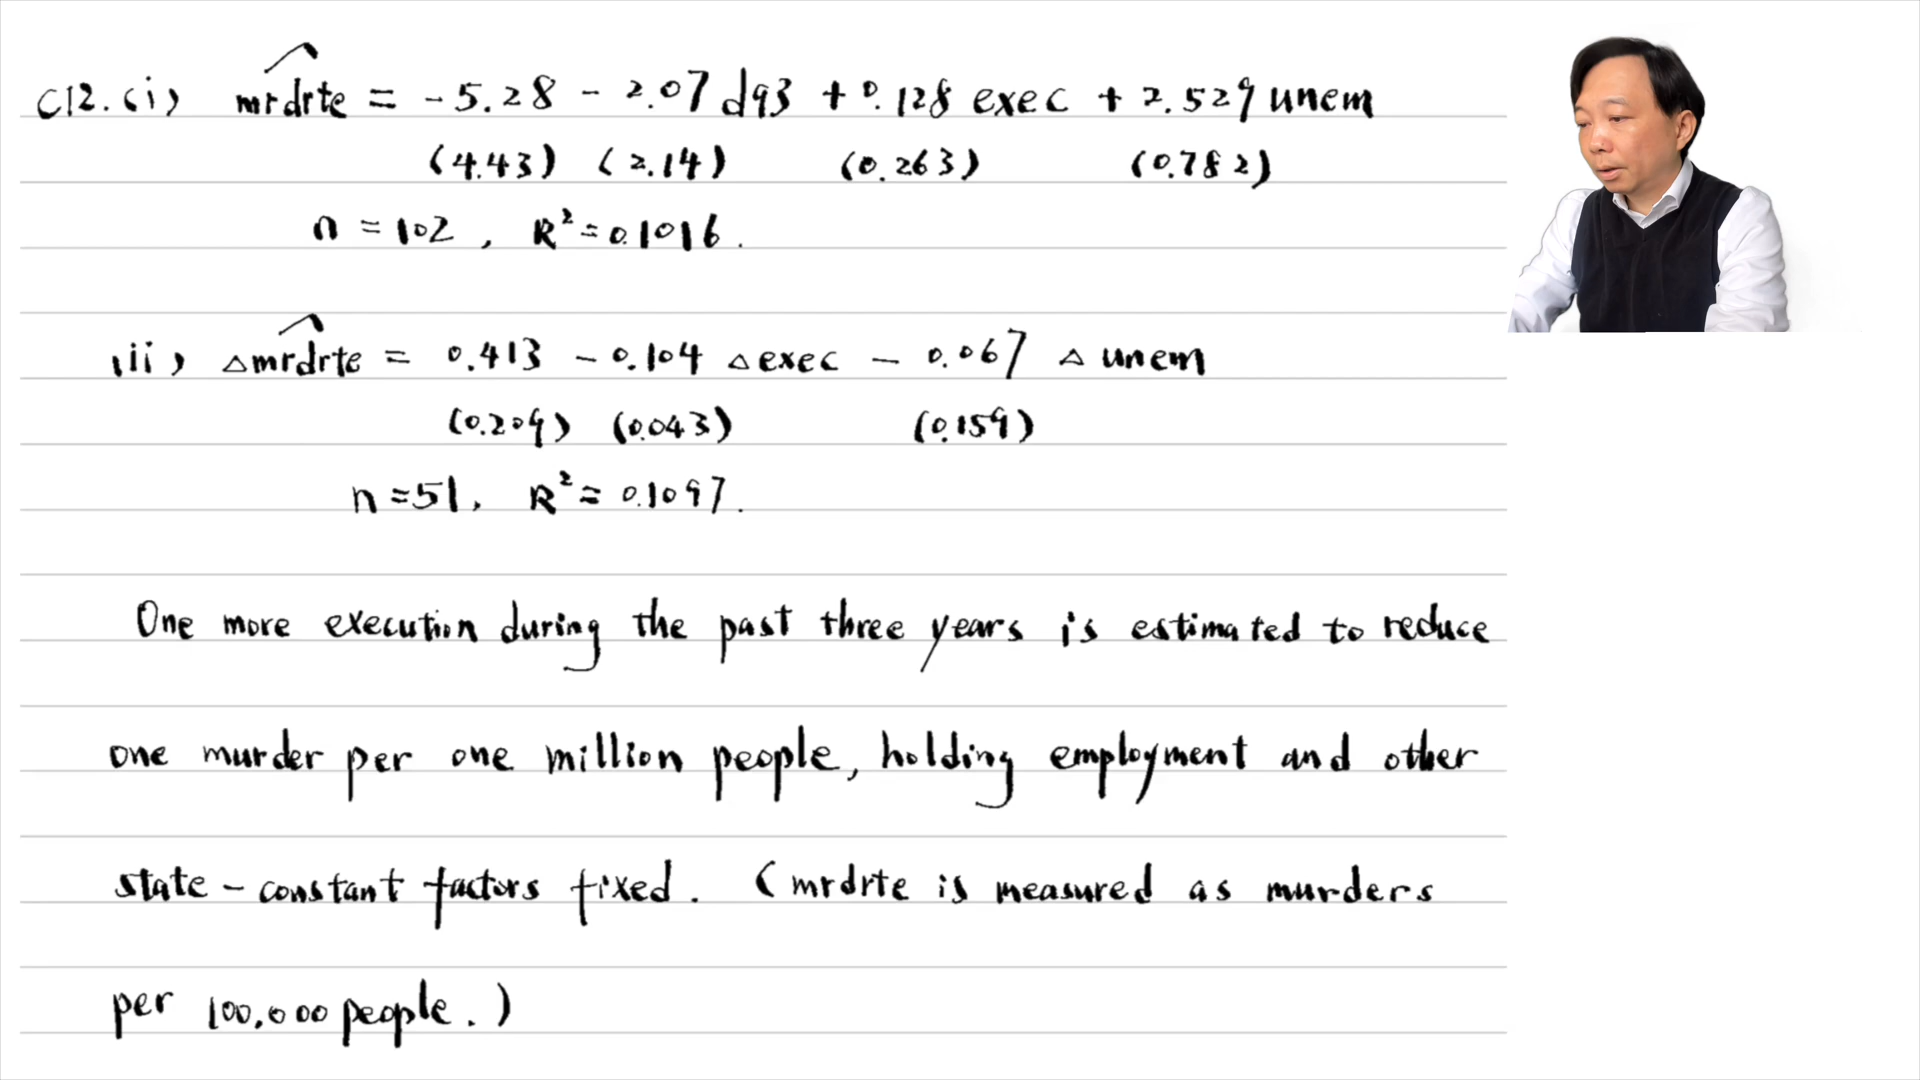 C12. (i) mrdrte = -5.28 - 2.07 d93 + 0.128 exec + 2.529 unem
(4.43) (2.14) (0.263) (0.782)
n = 102, R² = 0.1016.
(ii) △mrdrte = 0.413 - 0.104 △exec - 0.067 △unem
(0.209) (0.043) (0.159)
n = 51, R² = 0.1097.
One more execution during the past three years is estimated to reduce
one murder per one million people, holding employment and other
state-constant factors fixed. (mrdrte is measured as murders
per 100,000 people.)